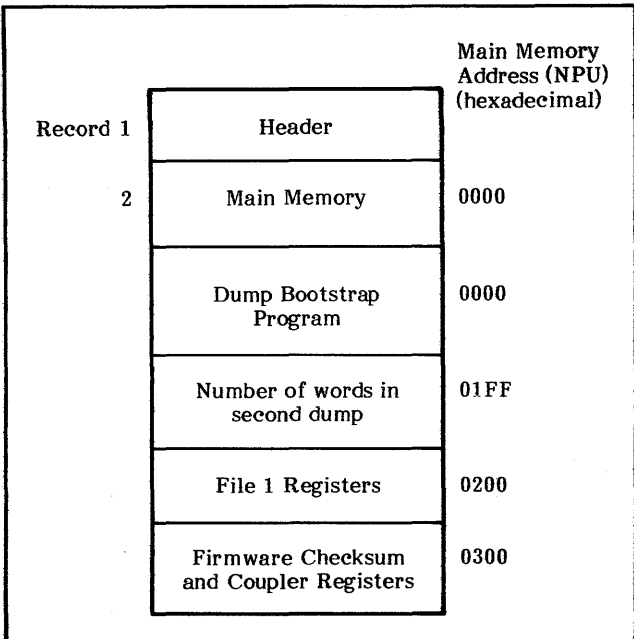 Main Memory
Address (NPU)
(hexadecimal)
Record 1 Header
2 Main Memory 0000
Dump Bootstrap 0000
Program
Number of words in 01FF
second dump
File 1 Registers 0200
Firmware Checksum 0300
and Coupler Registers